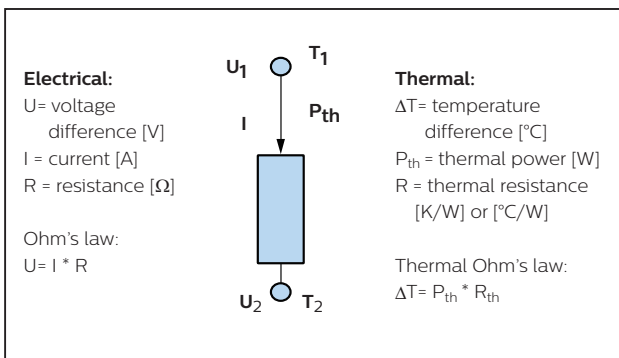 Electrical:
U= voltage
difference [V]
I = current [A]
R = resistance [Ω]
Ohm's law:
U= I * R
U1
T1
I
Pth
U2
T2
Thermal:
ΔT= temperature
difference [°C]
Pth = thermal power [W]
R = thermal resistance
[K/W] or [°C/W]
Thermal Ohm's law:
ΔT= Pth * Rth